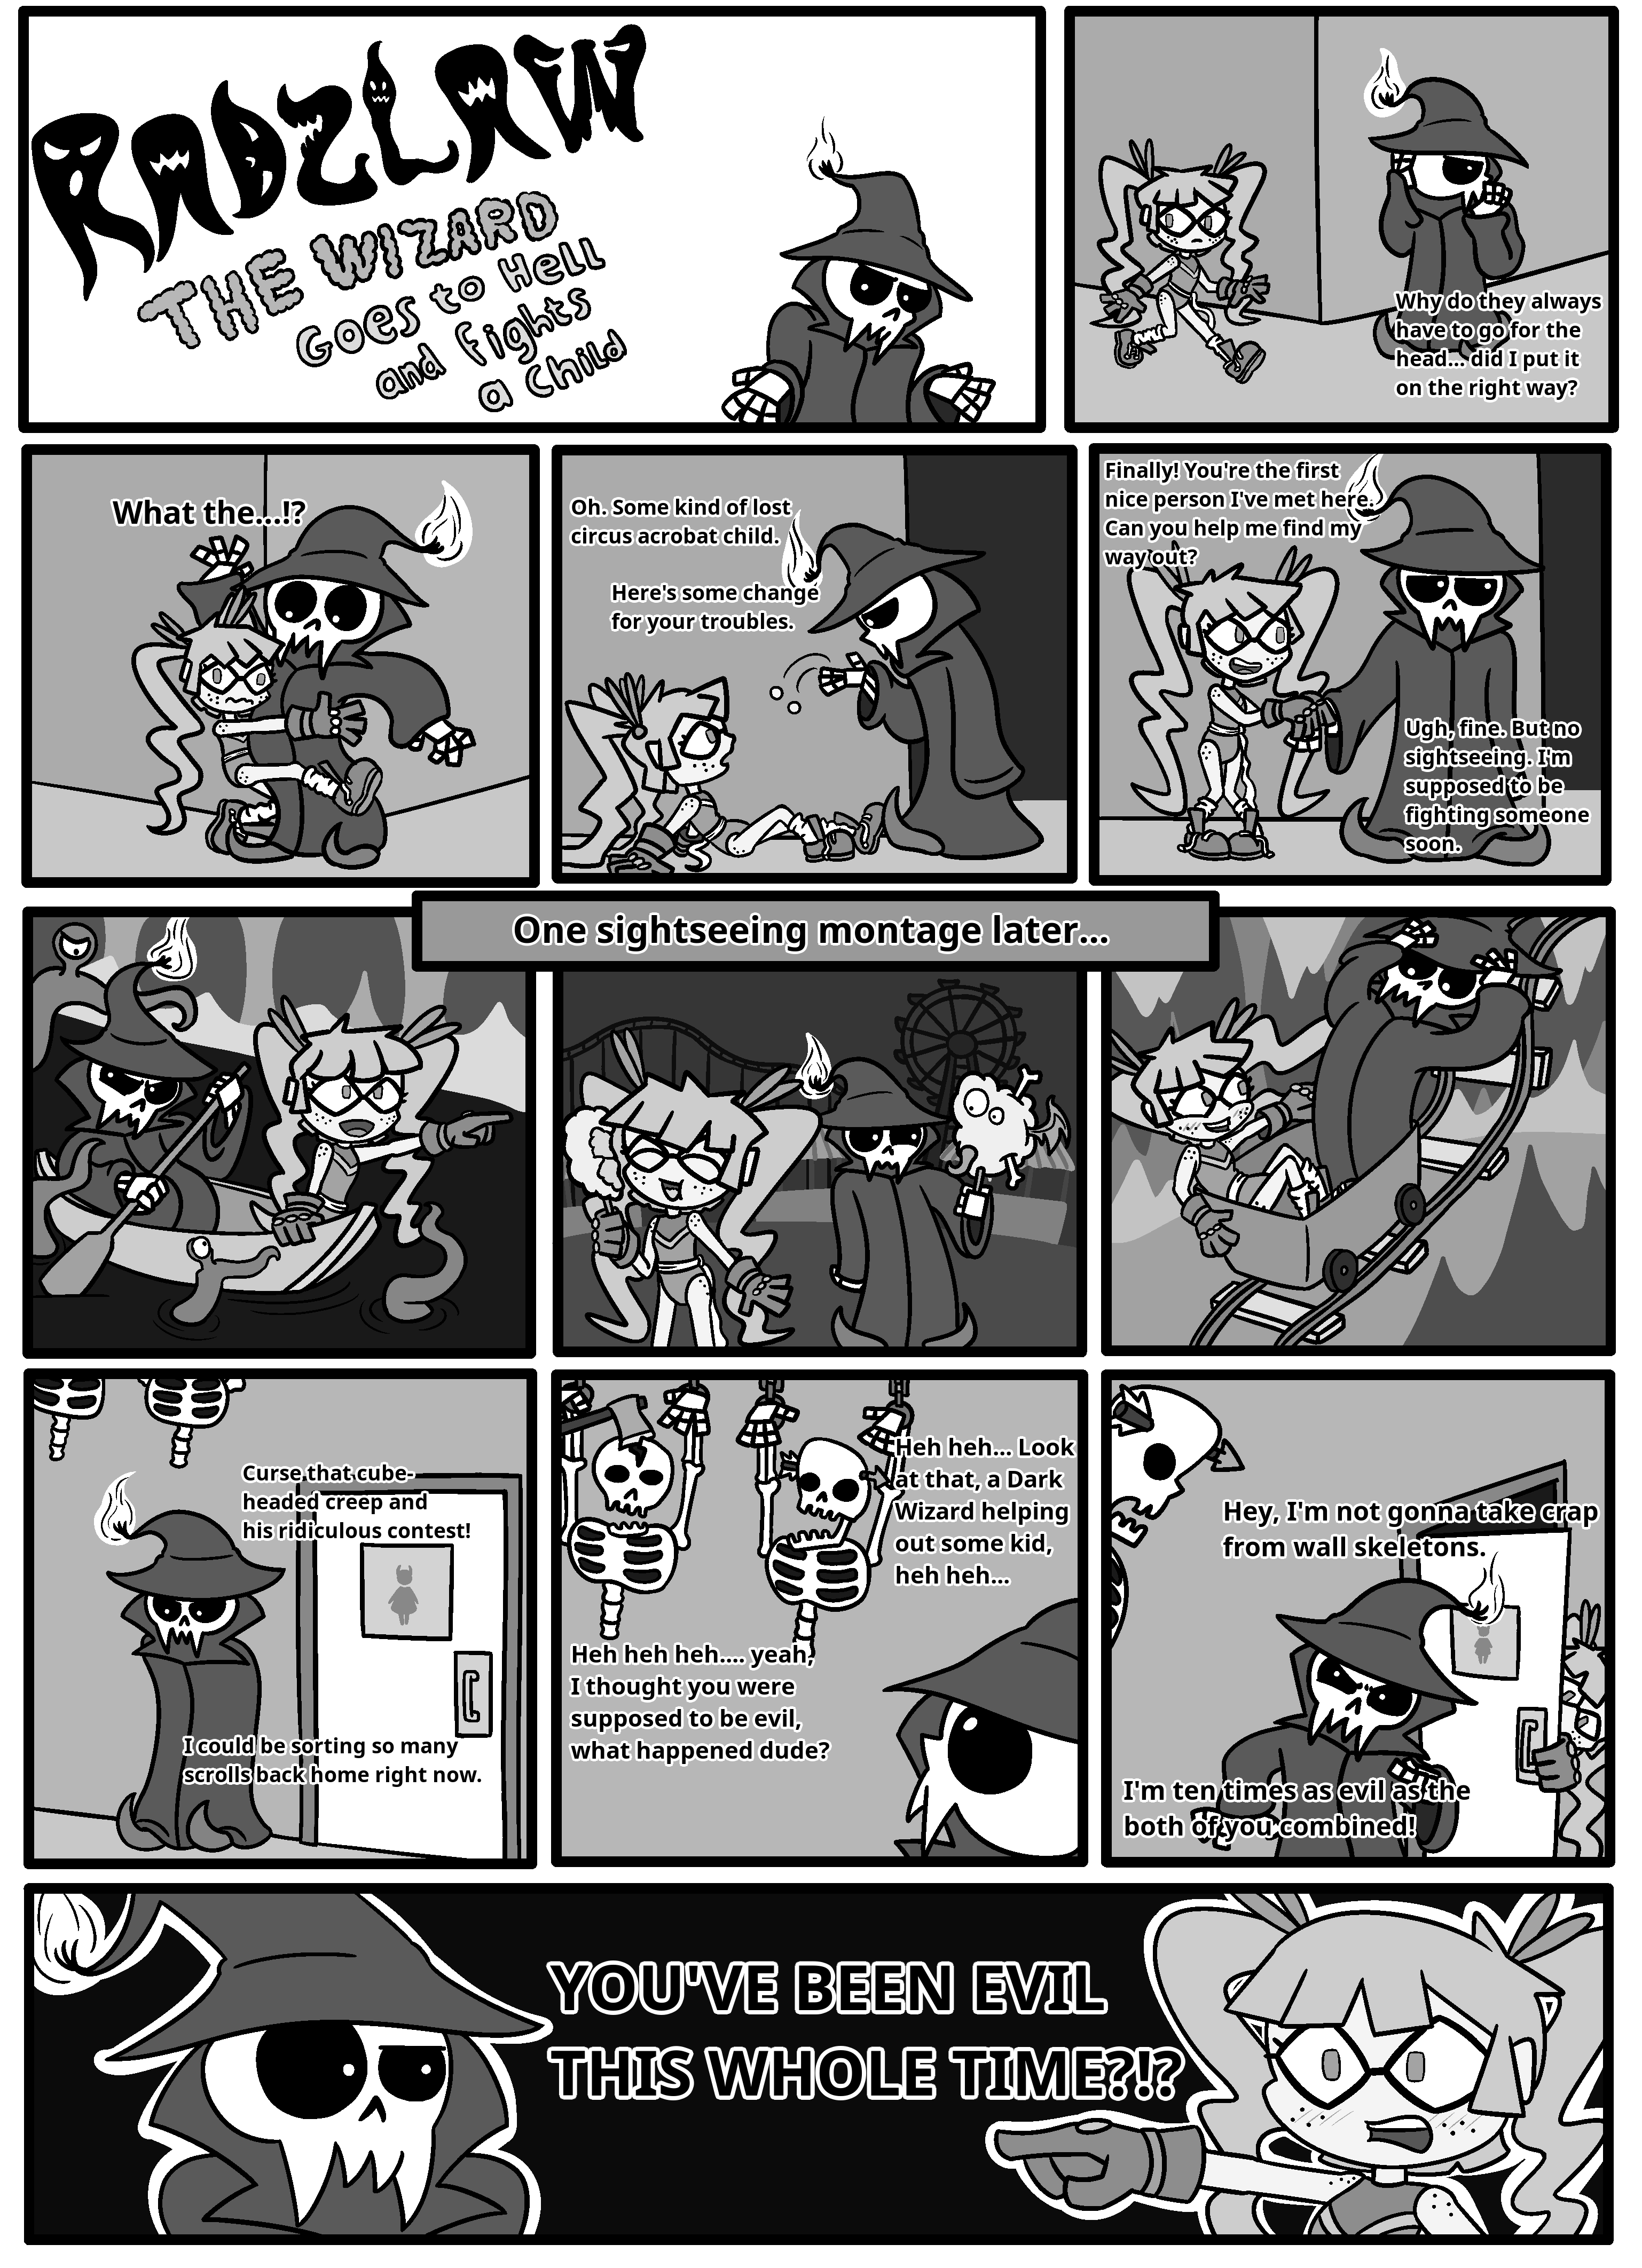 RADZLAW
THE WIZARD
Goes to Hell
and fights
a child
Why do they always
have to go for the
head... did I put it
on the right way?
What the...!?
Oh. Some kind of lost
circus acrobat child.
Here's some change
for your troubles.
Finally! You're the first
nice person I've met here.
Can you help me find my
way out?
Ugh, fine. But no
sightseeing. I'm
supposed to be
fighting someone
soon.
One sightseeing montage later...
Curse that cube-
headed creep and
his ridiculous contest!
I could be sorting so many
scrolls back home right now.
Heh heh... Look
at that, a Dark
Wizard helping
out some kid,
heh heh...
Heh heh heh.... yeah,
I thought you were
supposed to be evil,
what happened dude?
Hey, I'm not gonna take crap
from wall skeletons.
I'm ten times as evil as the
both of you combined!
YOU'VE BEEN EVIL
THIS WHOLE TIME?!?